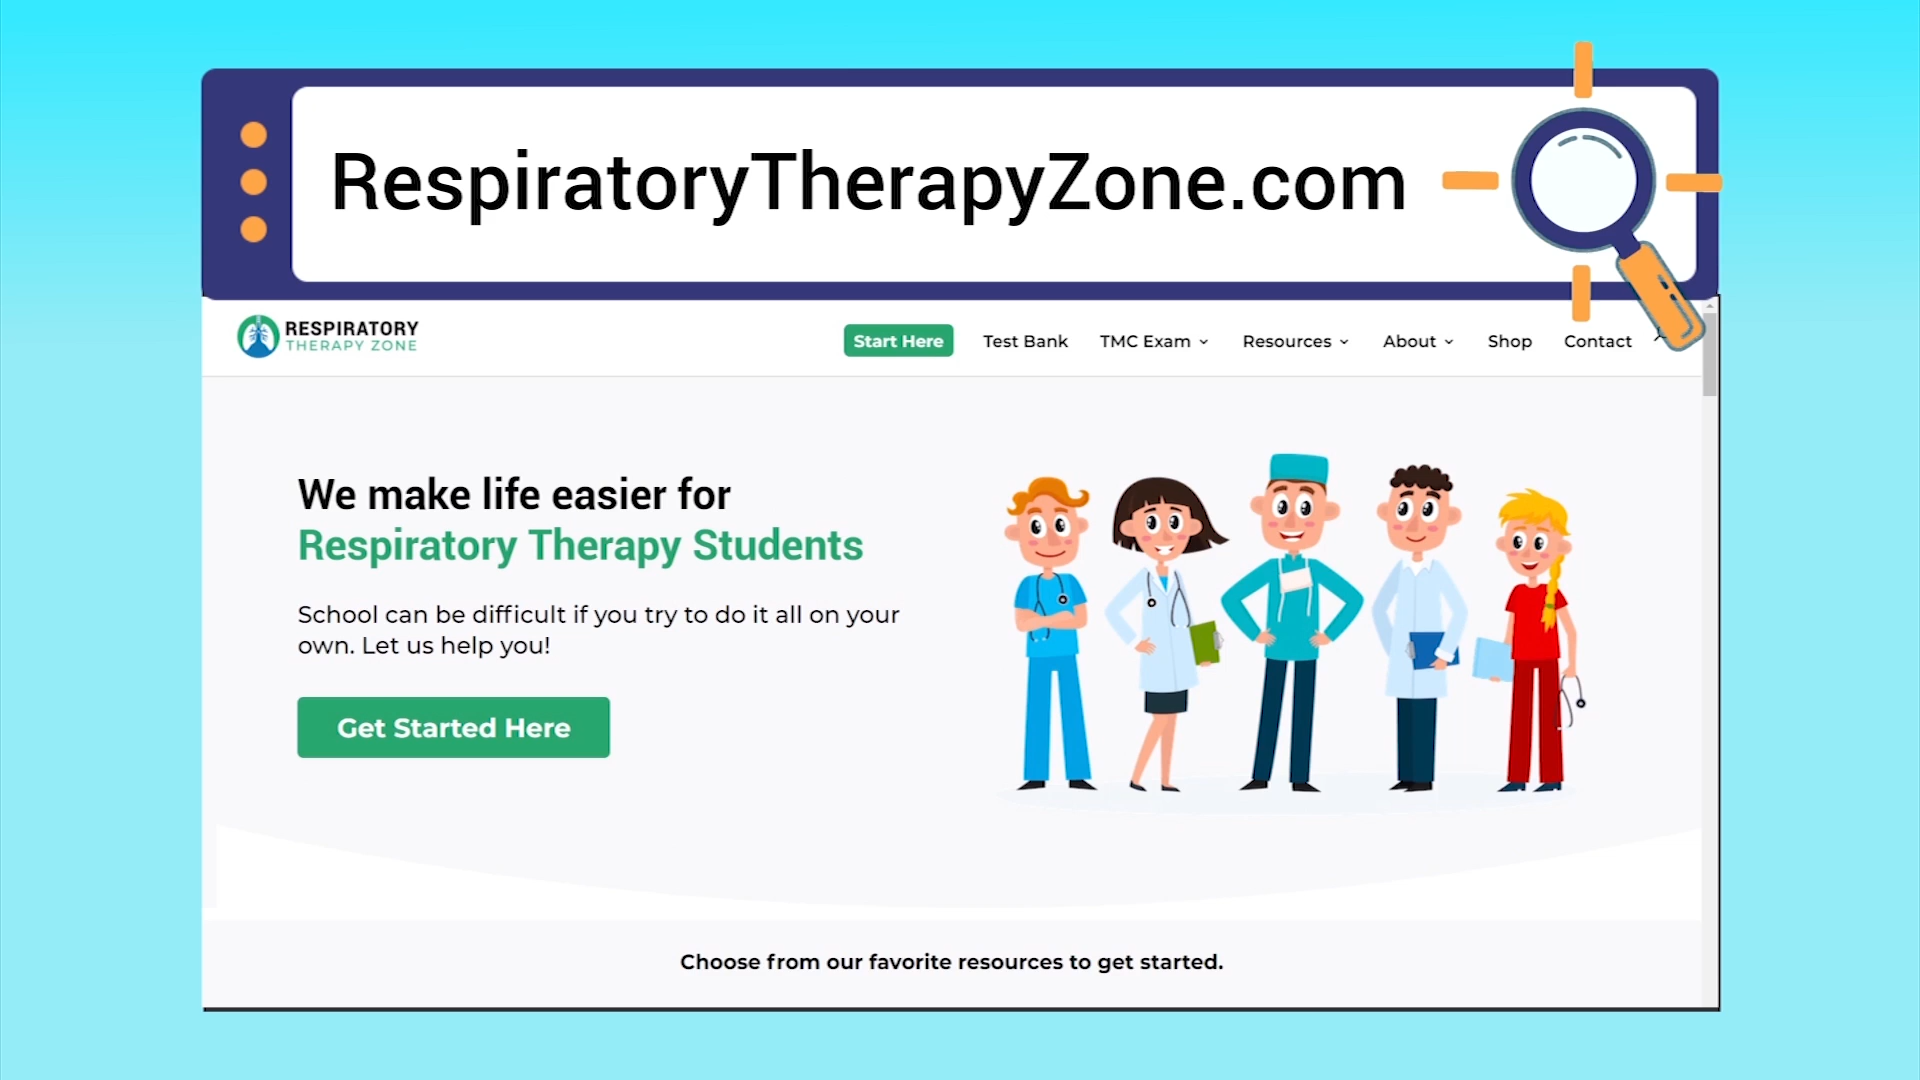 RespiratoryTherapyZone.com
RESPIRATORY
THERAPY ZONE
Start Here
Test Bank
TMC Exam
Resources
About
Shop
Contact
We make life easier for
Respiratory Therapy Students
School can be difficult if you try to do it all on your
own. Let us help you!
Get Started Here
Choose from our favorite resources to get started.